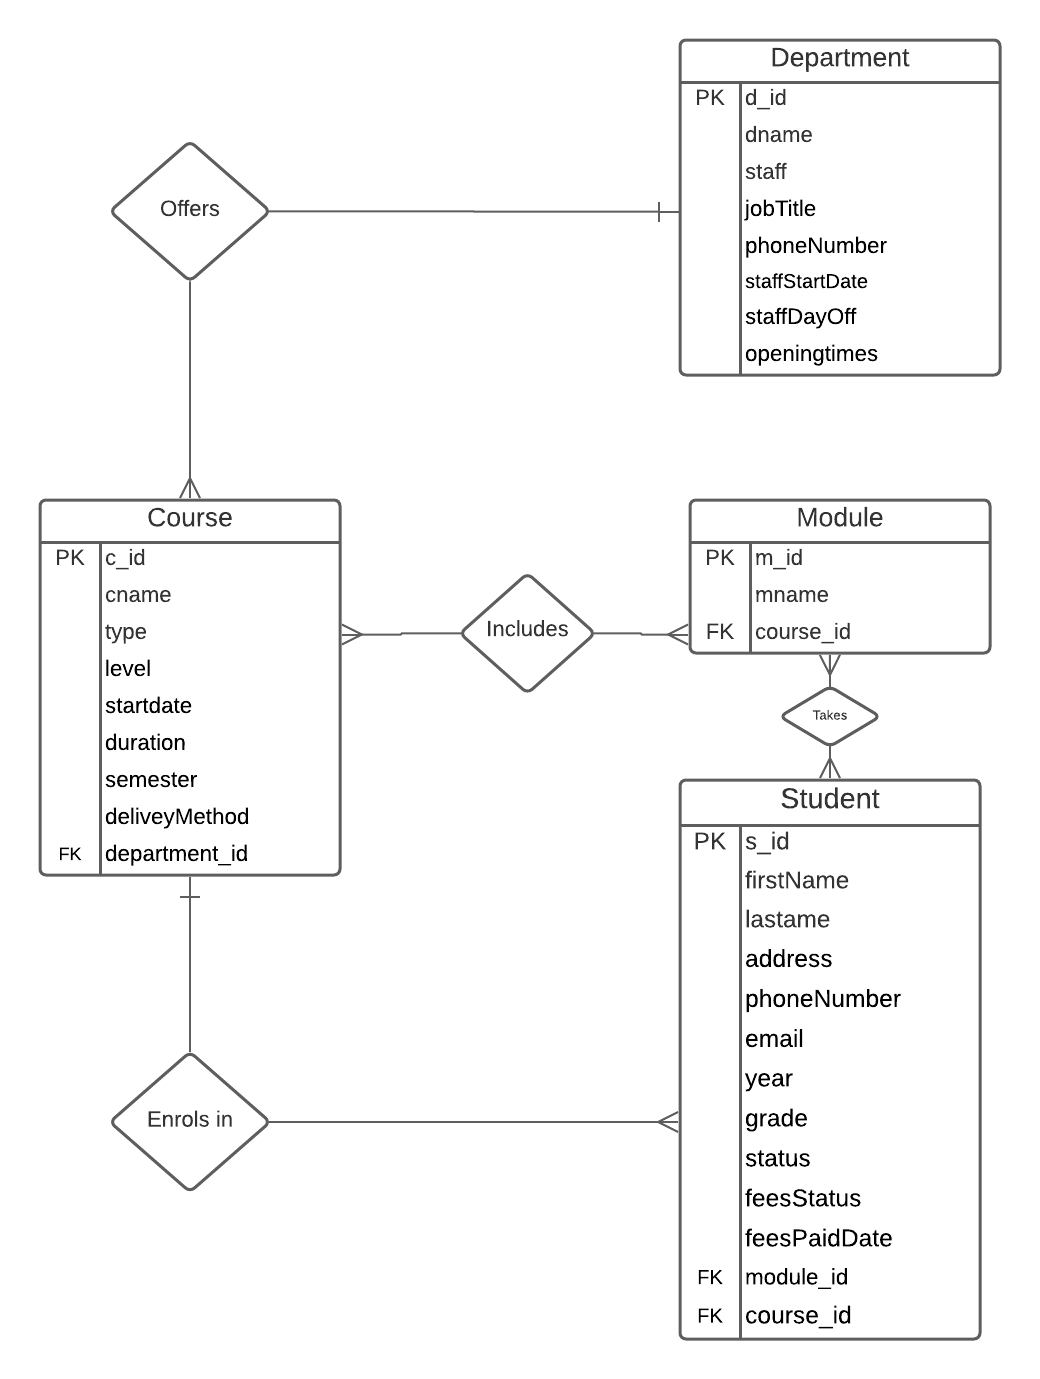 Department
PK d_id
dname
staff
jobTitle
phoneNumber
staffStartDate
staffDayOff
openingtimes
Offers
Course
PK c_id
cname
type
level
startdate
duration
semester
deliveyMethod
FK department_id
Includes
Module
PK m_id
mname
FK course_id
Takes
Student
PK s_id
firstName
lastame
address
phoneNumber
email
year
grade
status
feesStatus
feesPaidDate
FK module_id
FK course_id
Enrols in